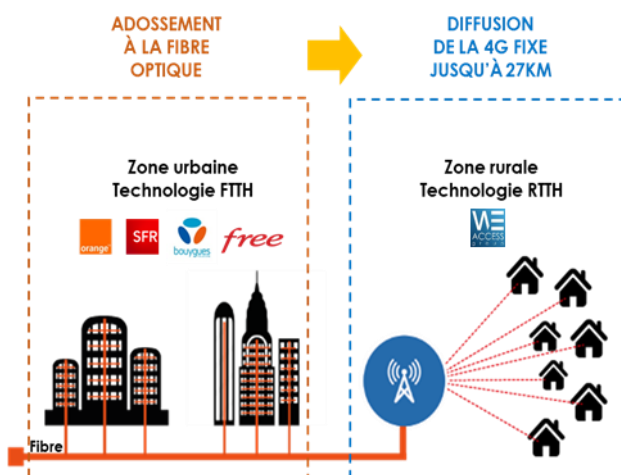 ADOSSEMENT
À LA FIBRE
OPTIQUE
DIFFUSION
DE LA 4G FIXE
JUSQU'À 27KM
Zone urbaine
Technologie FTTH
orange
SFR
bouygues
free
Zone rurale
Technologie RTTH
WE
ACCESS
group
Fibre